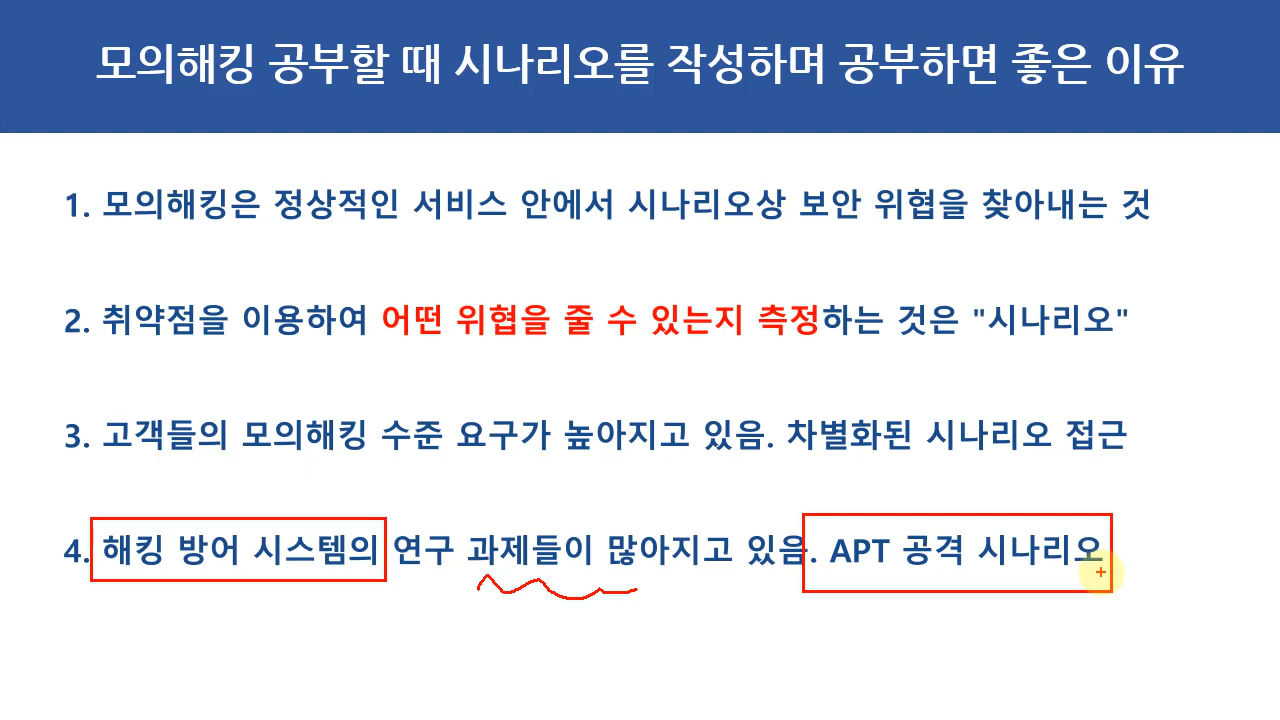 모의해킹 공부할 때 시나리오를 작성하며 공부하면 좋은 이유
1. 모의해킹은 정상적인 서비스 안에서 시나리오상 보안 위협을 찾아내는 것
2. 취약점을 이용하여 어떤 위협을 줄 수 있는지 측정하는 것은 "시나리오"
3. 고객들의 모의해킹 수준 요구가 높아지고 있음. 차별화된 시나리오 접근
4. 해킹 방어 시스템의 연구 과제들이 많아지고 있음. APT 공격 시나리오